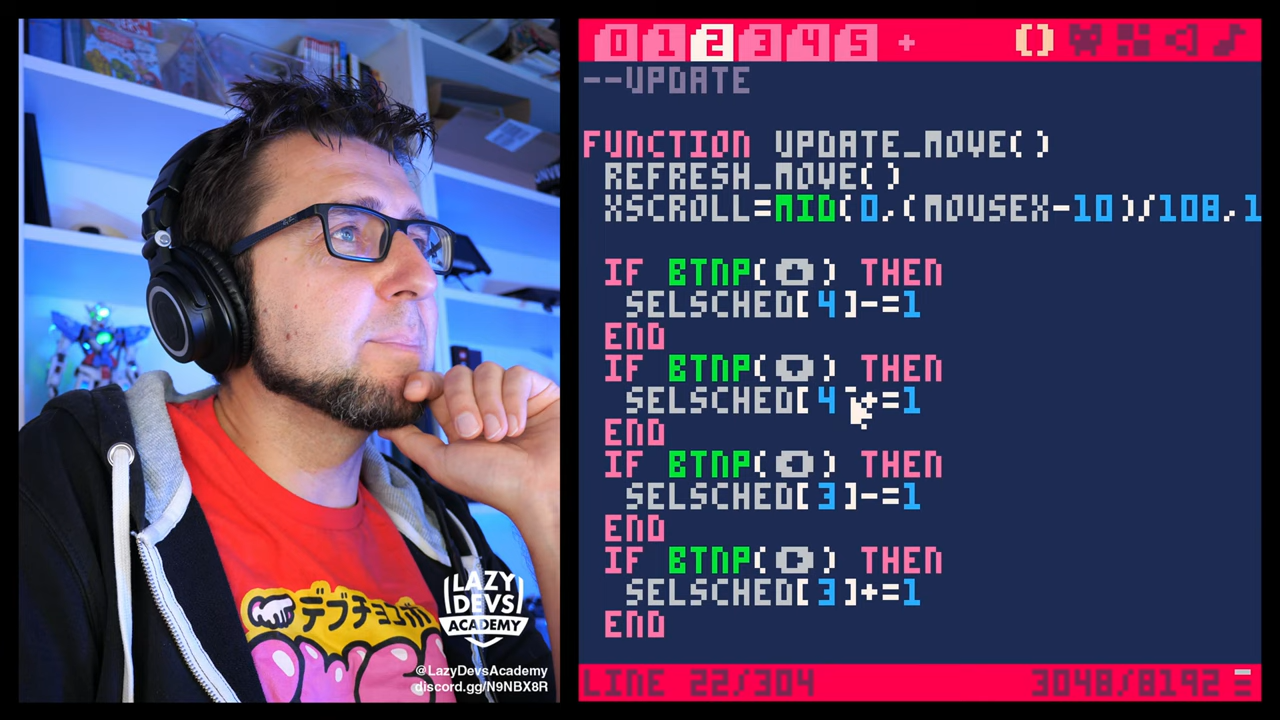 デブチョコ
LAZY
DEVS
ACADEMY
@LazyDevsAcademy
discord.gg/N9NBX8R
0 1 2 3 4 5 +
--UPDATE
FUNCTION UPDATE_MOVE()
REFRESH_MOVE()
XSCROLL=MID(0,(MOUSEX-10)/108,1
IF BTNP(⬆️) THEN
SELSCHED[4]-=1
END
IF BTNP(⬇️) THEN
SELSCHED[4]+=1
END
IF BTNP(⬅️) THEN
SELSCHED[3]-=1
END
IF BTNP(➡️) THEN
SELSCHED[3]+=1
END
LINE 22/304
3048/8192